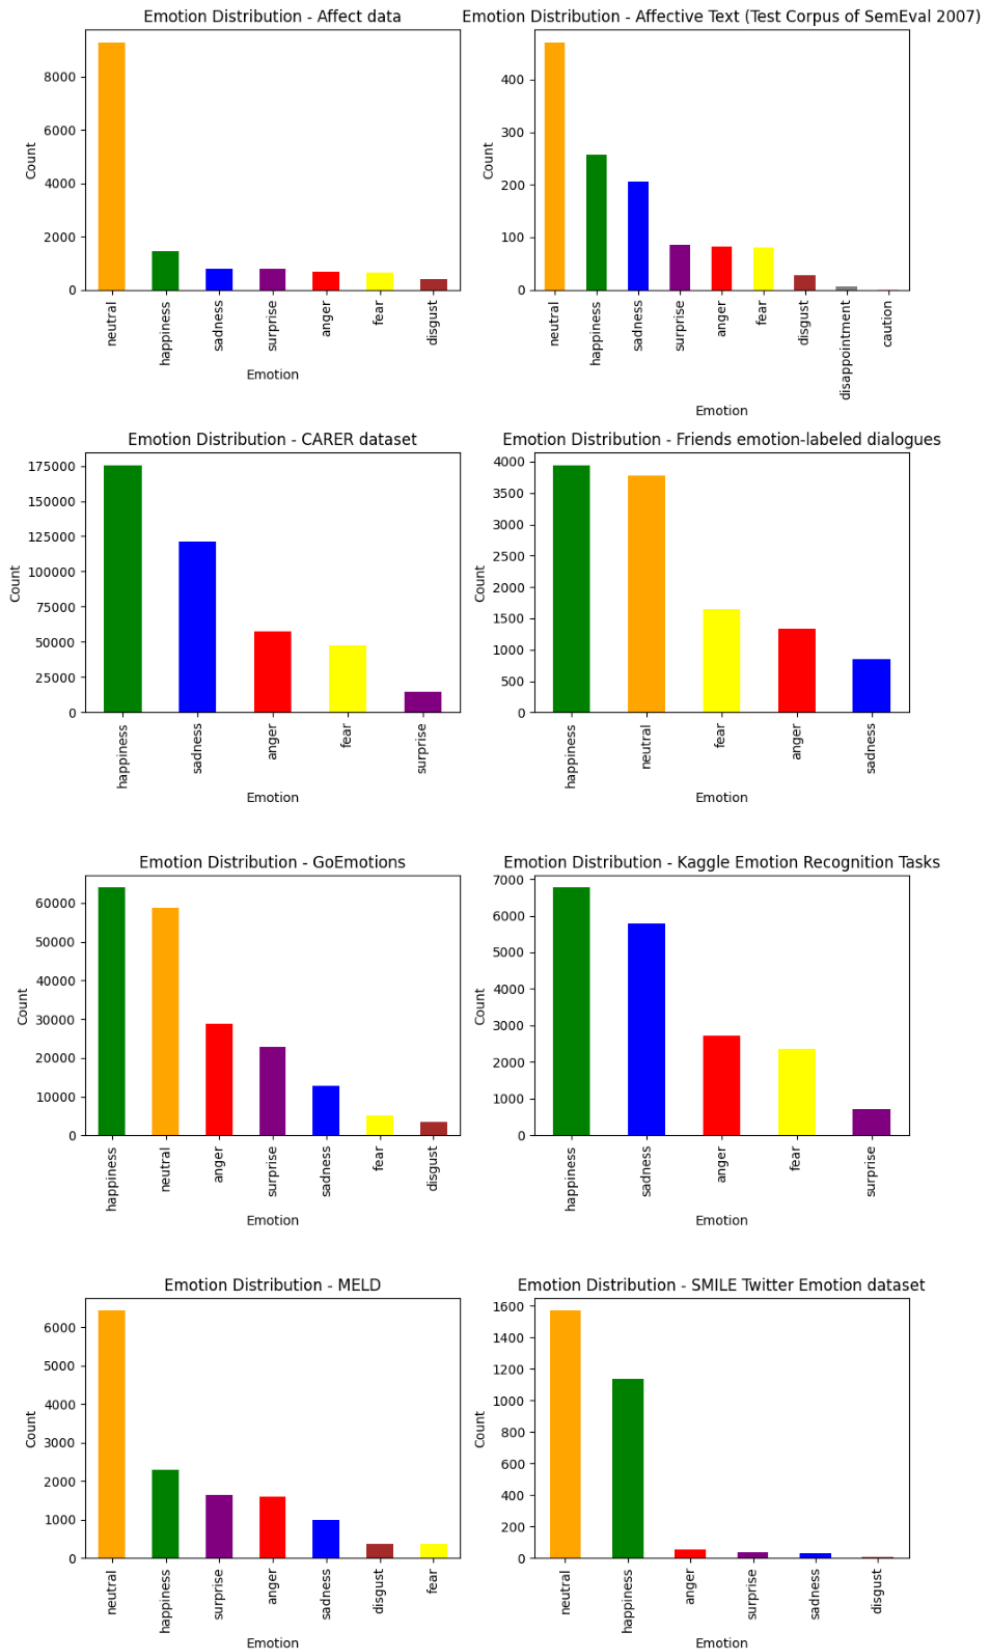 Emotion Distribution - Affect data
Count
8000
6000
4000
2000
0
neutral
happiness
sadness
surprise
anger
fear
disgust
Emotion
Emotion Distribution - Affective Text (Test Corpus of SemEval 2007)
Count
400
300
200
100
0
neutral
happiness
sadness
surprise
anger
fear
disgust
disappointment
caution
Emotion
Emotion Distribution - CARER dataset
Count
175000
150000
125000
100000
75000
50000
25000
0
happiness
sadness
anger
fear
surprise
Emotion
Emotion Distribution - Friends emotion-labeled dialogues
Count
4000
3500
3000
2500
2000
1500
1000
500
0
happiness
neutral
fear
anger
sadness
Emotion
Emotion Distribution - GoEmotions
Count
60000
50000
40000
30000
20000
10000
0
happiness
neutral
anger
surprise
sadness
fear
disgust
Emotion
Emotion Distribution - Kaggle Emotion Recognition Tasks
Count
7000
6000
5000
4000
3000
2000
1000
0
happiness
sadness
anger
fear
surprise
Emotion
Emotion Distribution - MELD
Count
6000
5000
4000
3000
2000
1000
0
neutral
happiness
surprise
anger
sadness
disgust
fear
Emotion
Emotion Distribution - SMILE Twitter Emotion dataset
Count
1600
1400
1200
1000
800
600
400
200
0
neutral
happiness
anger
surprise
sadness
disgust
Emotion